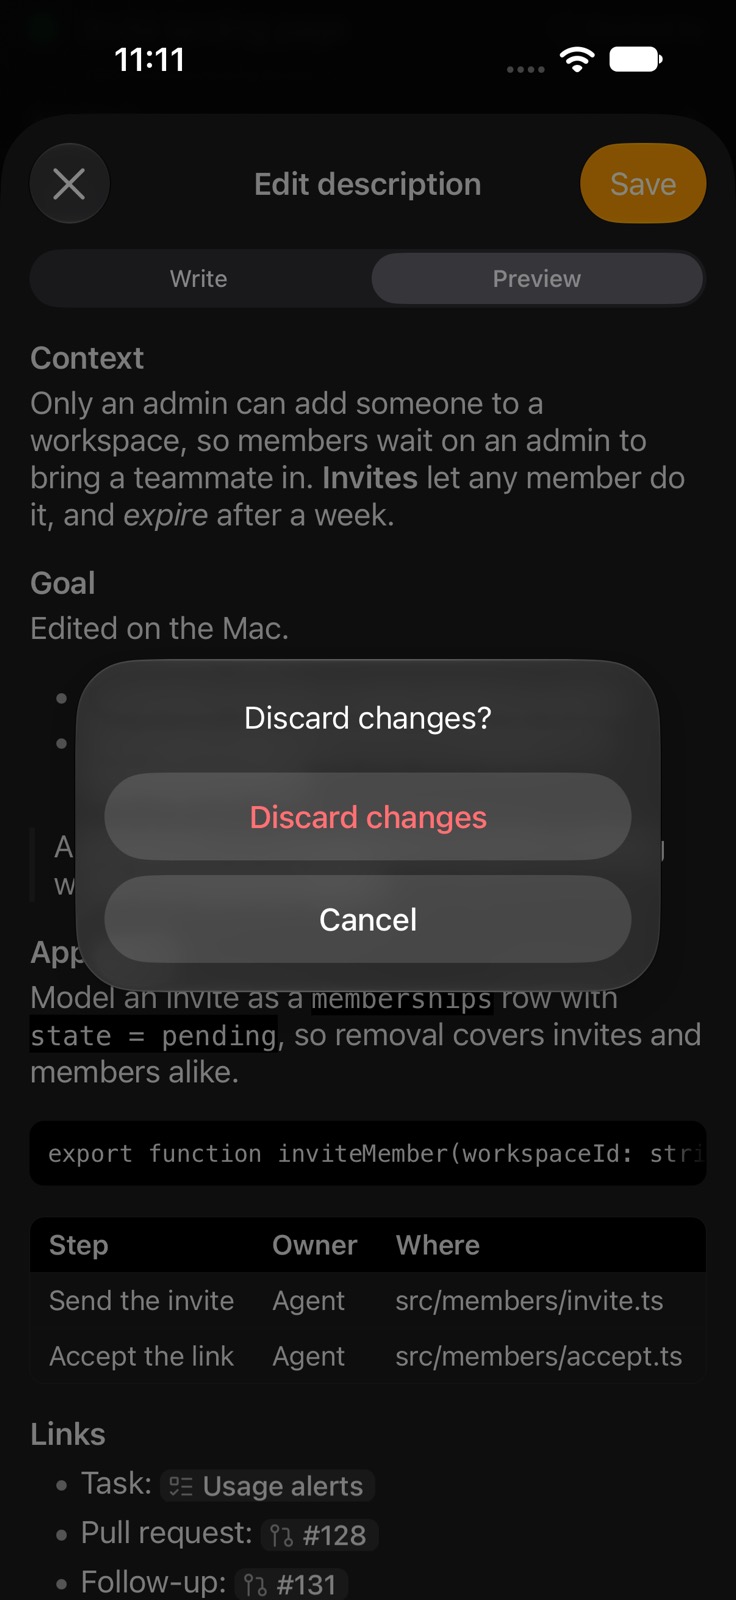 11:11
Edit description
Save
Write
Preview
Context
Only an admin can add someone to a
workspace, so members wait on an admin to
bring a teammate in. Invites let any member do
it, and expire after a week.
Goal
Edited on the Mac.
Discard changes?
Discard changes
Cancel
Model an invite as a memberships row with
state = pending, so removal covers invites and
members alike.
export function inviteMember(workspaceId: stri
Step Owner Where
Send the invite Agent src/members/invite.ts
Accept the link Agent src/members/accept.ts
Links
Task: Usage alerts
Pull request: #128
Follow-up: #131